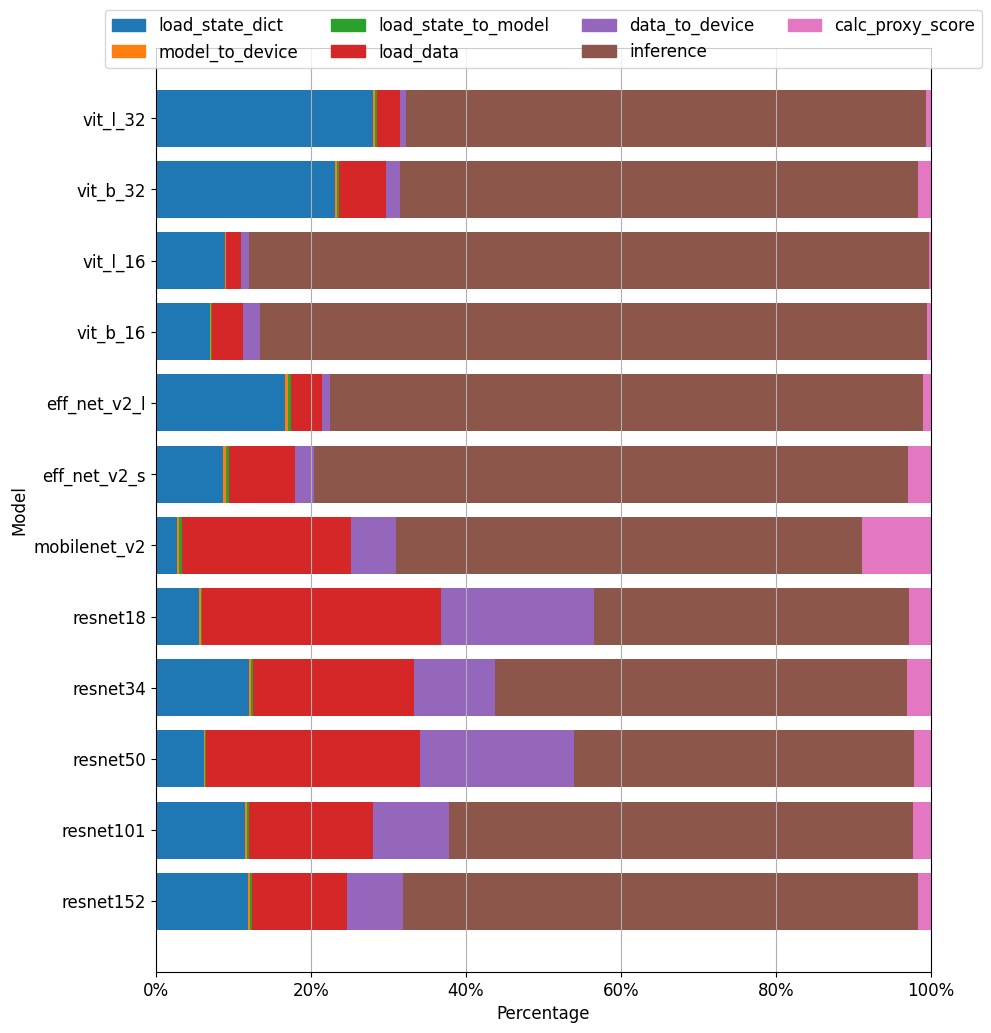 load_state_dict load_state_to_model data_to_device calc_proxy_score
model_to_device load_data inference
vit_l_32
vit_b_32
vit_l_16
vit_b_16
eff_net_v2_l
eff_net_v2_s
mobilenet_v2
resnet18
resnet34
resnet50
resnet101
resnet152
Model
0% 20% 40% 60% 80% 100%
Percentage